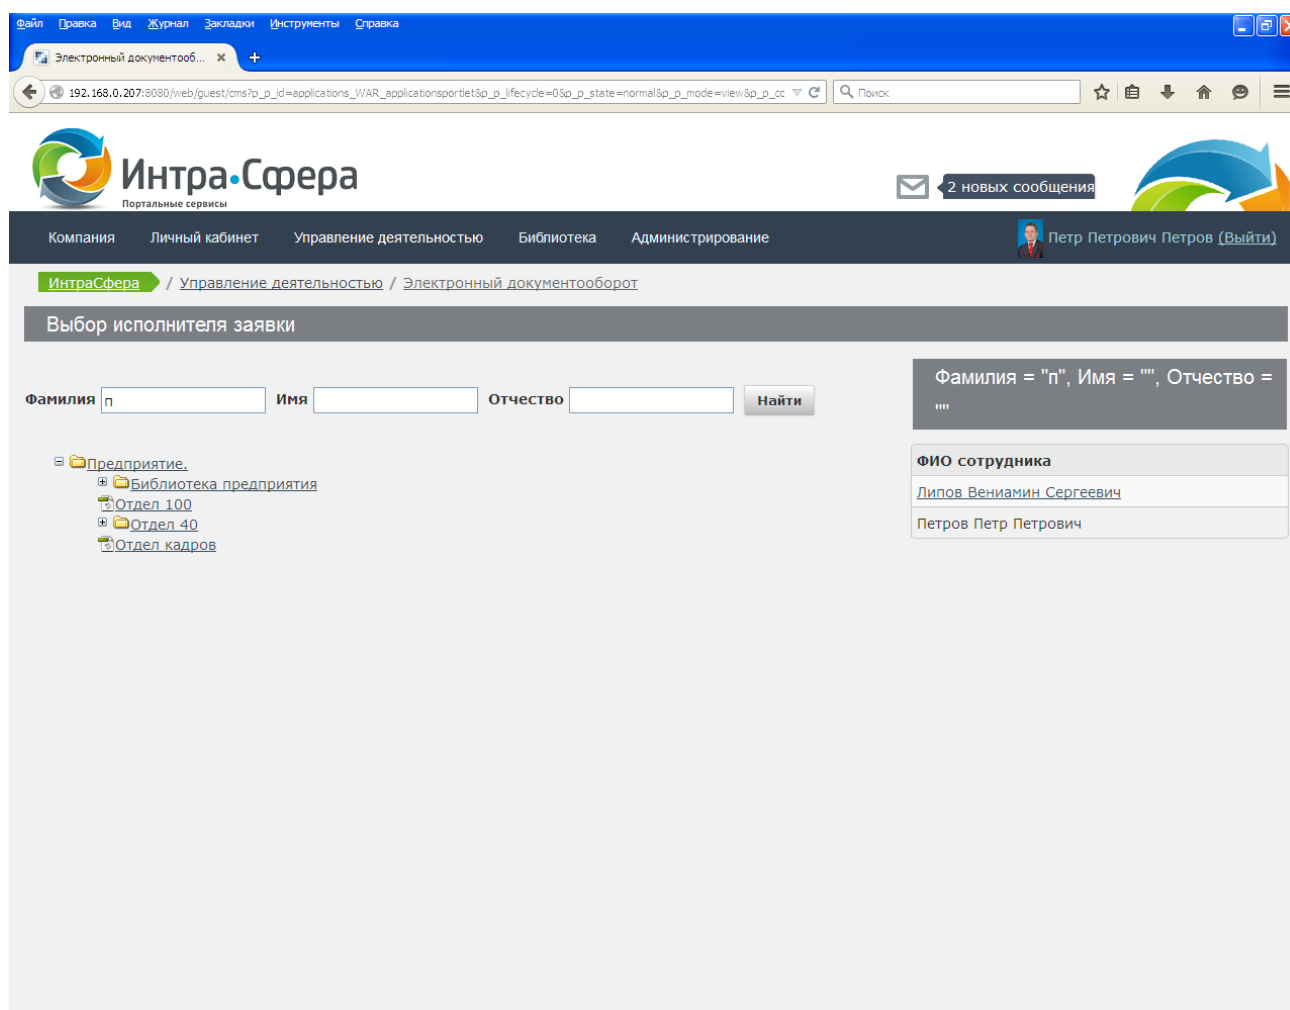 Файл Правка Вид Журнал Закладки Инструменты Справка
Электронный документооб...
192.168.0.207:8080/web/guest/cms?p_p_id=applications_WAR_applicationsportlet&p_p_lifecycle=0&p_p_state=normal&p_p_mode=view&p_p_cc
Поиск
Интра•Сфера
Портальные сервисы
2 новых сообщения
Компания Личный кабинет Управление деятельностью Библиотека Администрирование Петр Петрович Петров (Выйти)
ИнтраСфера / Управление деятельностью / Электронный документооборот
Выбор исполнителя заявки
Фамилия п Имя Отчество Найти
Предприятие.
Библиотека предприятия
Отдел 100
Отдел 40
Отдел кадров
Фамилия = "п", Имя = "", Отчество =
""
ФИО сотрудника
Липов Вениамин Сергеевич
Петров Петр Петрович